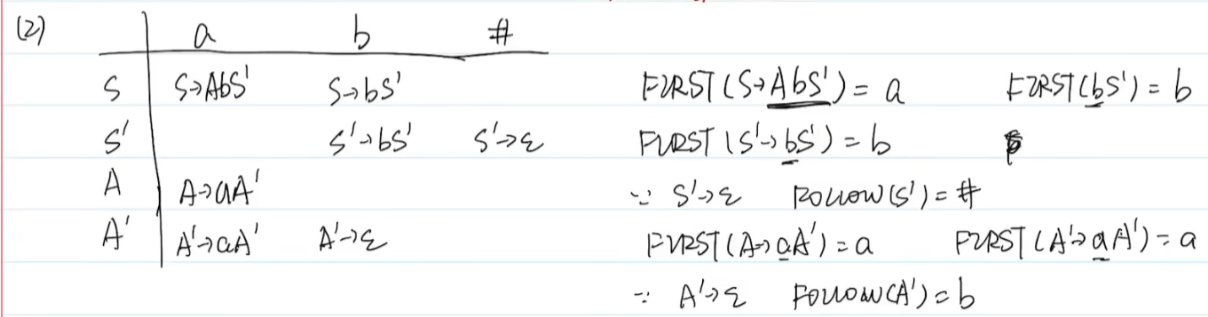 (2)
a b #
S S→AbS' S→bS' FIRST(S→AbS') = a FIRST(bS') = b
S' S'→bS' S'→ε FIRST(S'→bS') = b
A A→aA' ∵ S'→ε FOLLOW(S') = #
A' A'→aA' A'→ε FIRST(A→aA') = a FIRST(A'→aA') = a
∵ A'→ε FOLLOW(A') = b